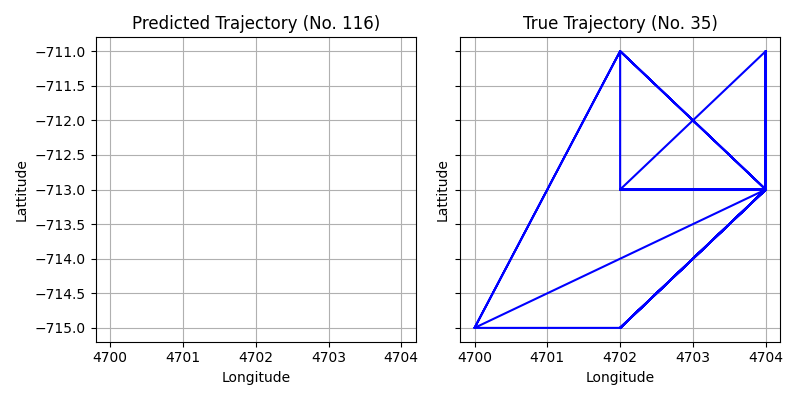 Predicted Trajectory (No. 116)
True Trajectory (No. 35)
Lattitude
−711.0
−711.5
−712.0
−712.5
−713.0
−713.5
−714.0
−714.5
−715.0
4700 4701 4702 4703 4704
Longitude
Lattitude
4700 4701 4702 4703 4704
Longitude